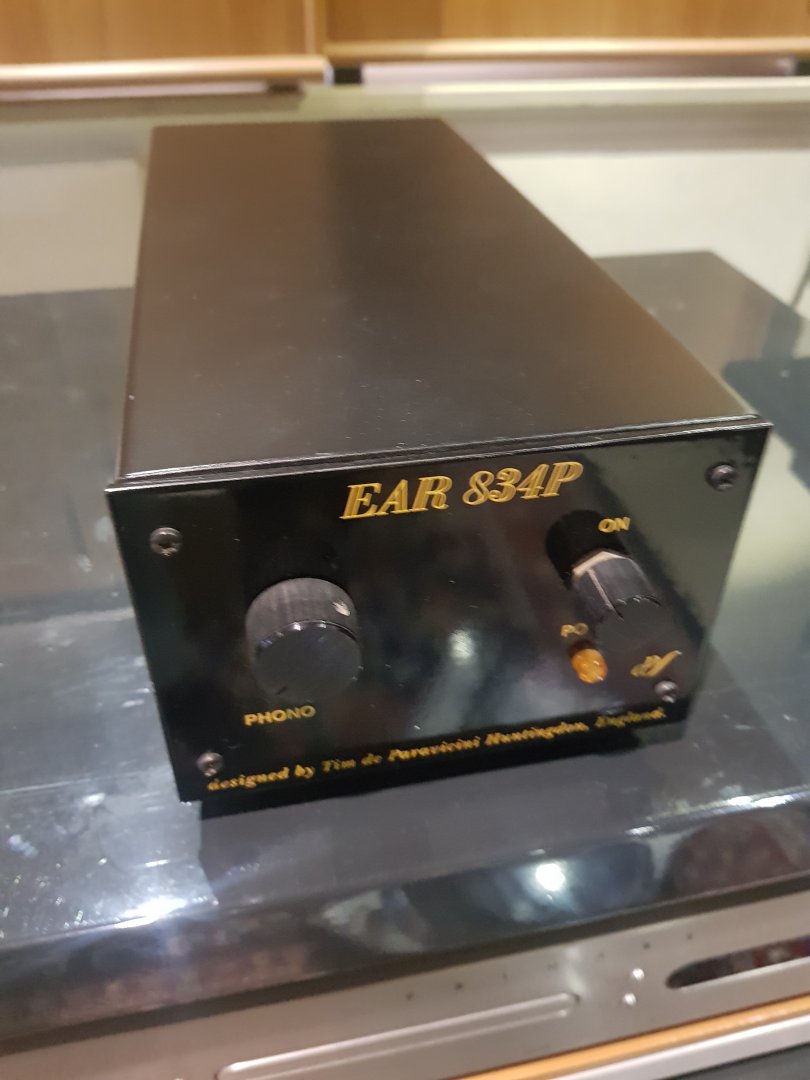 EAR 834P
ON
PHONO
designed by Tim de Paravicini Huntingdon, England.